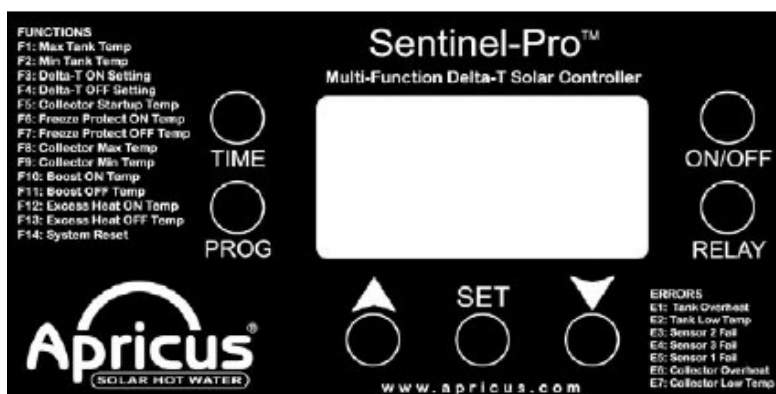 FUNCTIONS
F1: Max Tank Temp
F2: Min Tank Temp
F3: Delta-T ON Setting
F4: Delta-T OFF Setting
F5: Collector Startup Temp
F6: Freeze Protect ON Temp
F7: Freeze Protect OFF Temp
F8: Collector Max Temp
F9: Collector Min Temp
F10: Boost ON Temp
F11: Boost OFF Temp
F12: Excess Heat ON Temp
F13: Excess Heat OFF Temp
F14: System Reset
Sentinel-Pro™
Multi-Function Delta-T Solar Controller
TIME
PROG
ON/OFF
RELAY
SET
Apricus®
SOLAR HOT WATER
www.apricus.com
ERRORS
E1: Tank Overheat
E2: Tank Low Temp
E3: Sensor 2 Fail
E4: Sensor 3 Fail
E5: Sensor 1 Fail
E6: Collector Overheat
E7: Collector Low Temp